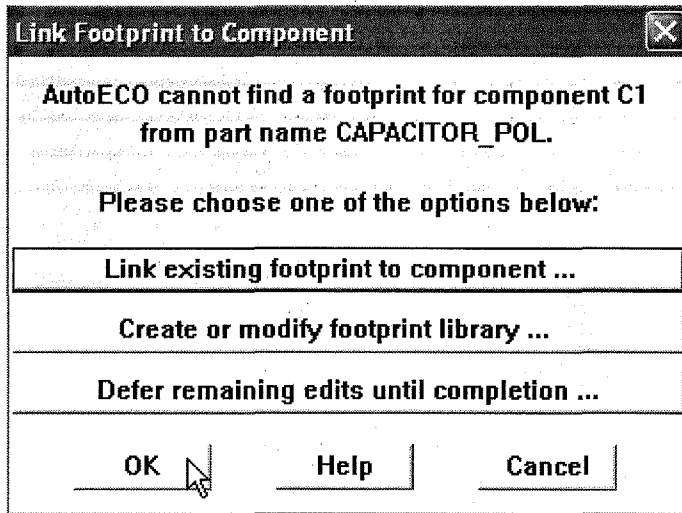 Link Footprint to Component
AutoECO cannot find a footprint for component C1
from part name CAPACITOR_POL.
Please choose one of the options below:
Link existing footprint to component ...
Create or modify footprint library ...
Defer remaining edits until completion ...
OK Help Cancel